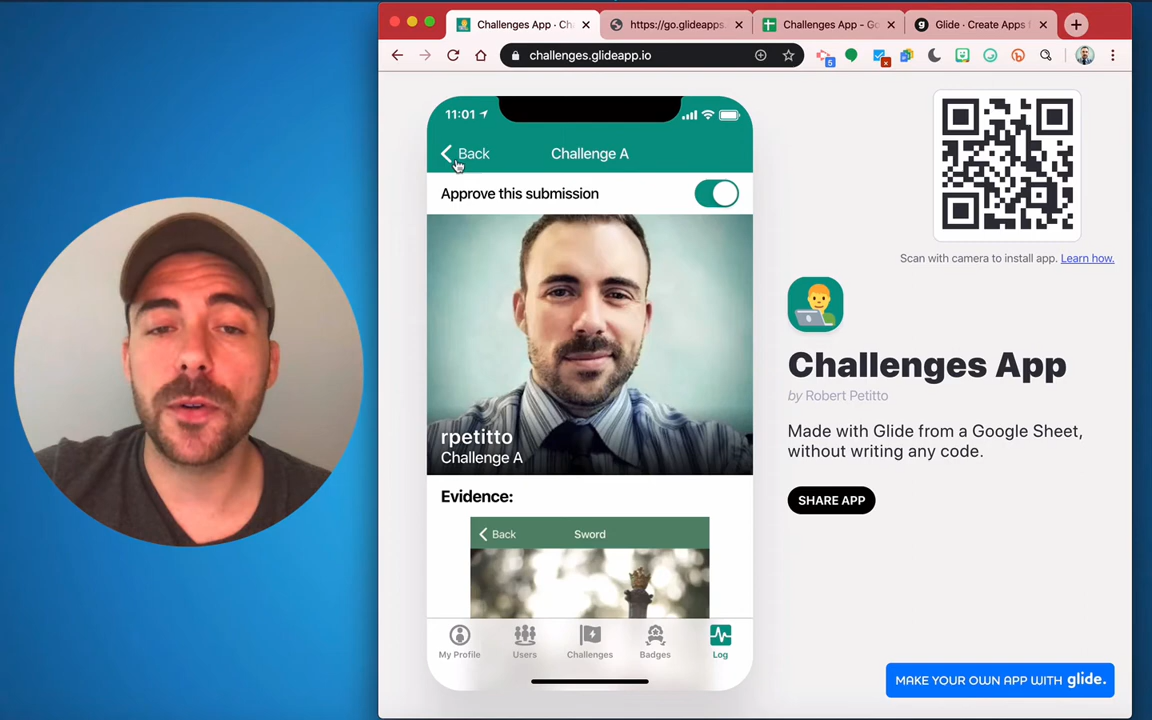 Challenges App · Ch
https://go.glideapps.
Challenges App - Go
Glide · Create Apps f
challenges.glideapp.io
5
x
11:01
Back
Challenge A
Approve this submission
rpetitto
Challenge A
Evidence:
Back
Sword
My Profile
Users
Challenges
Badges
Log
Scan with camera to install app. Learn how.
Challenges App
by Robert Petitto
Made with Glide from a Google Sheet,
without writing any code.
SHARE APP
MAKE YOUR OWN APP WITH glide.